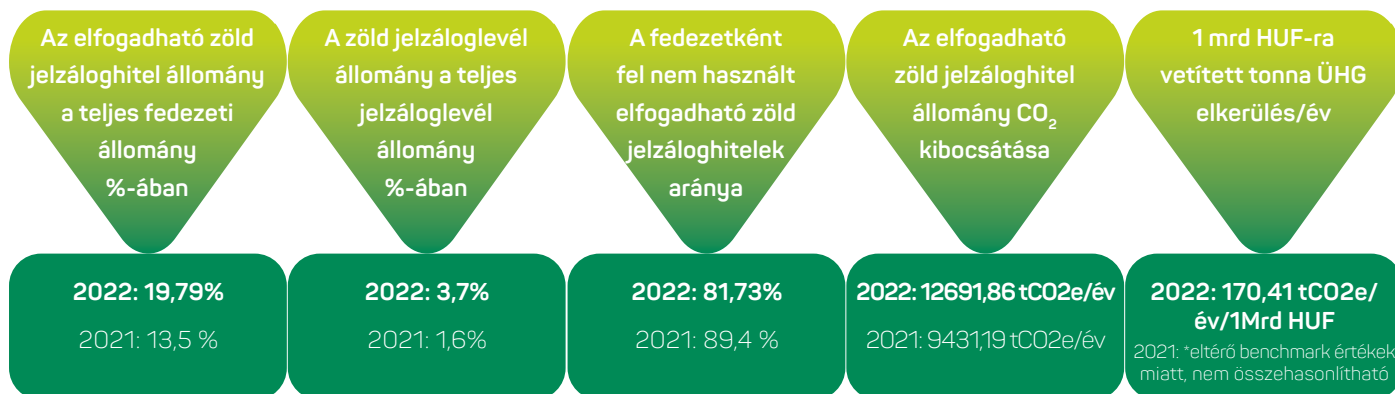 Az elfogadható zöld
jelzáloghitel állomány
a teljes fedezeti
állomány
%-ában
2022: 19,79%
2021: 13,5 %
A zöld jelzáloglevél
állomány a teljes
jelzáloglevél
állomány
%-ában
2022: 3,7%
2021: 1,6%
A fedezetként
fel nem használt
elfogadható zöld
jelzáloghitelek
aránya
2022: 81,73%
2021: 89,4 %
Az elfogadható
zöld jelzáloghitel
állomány CO₂
kibocsátása
2022: 12691,86 tCO2e/év
2021: 9431,19 tCO2e/év
1 mrd HUF-ra
vetített tonna ÜHG
elkerülés/év
2022: 170,41 tCO2e/
év/1Mrd HUF
2021: *eltérő benchmark értékek
miatt, nem összehasonlítható